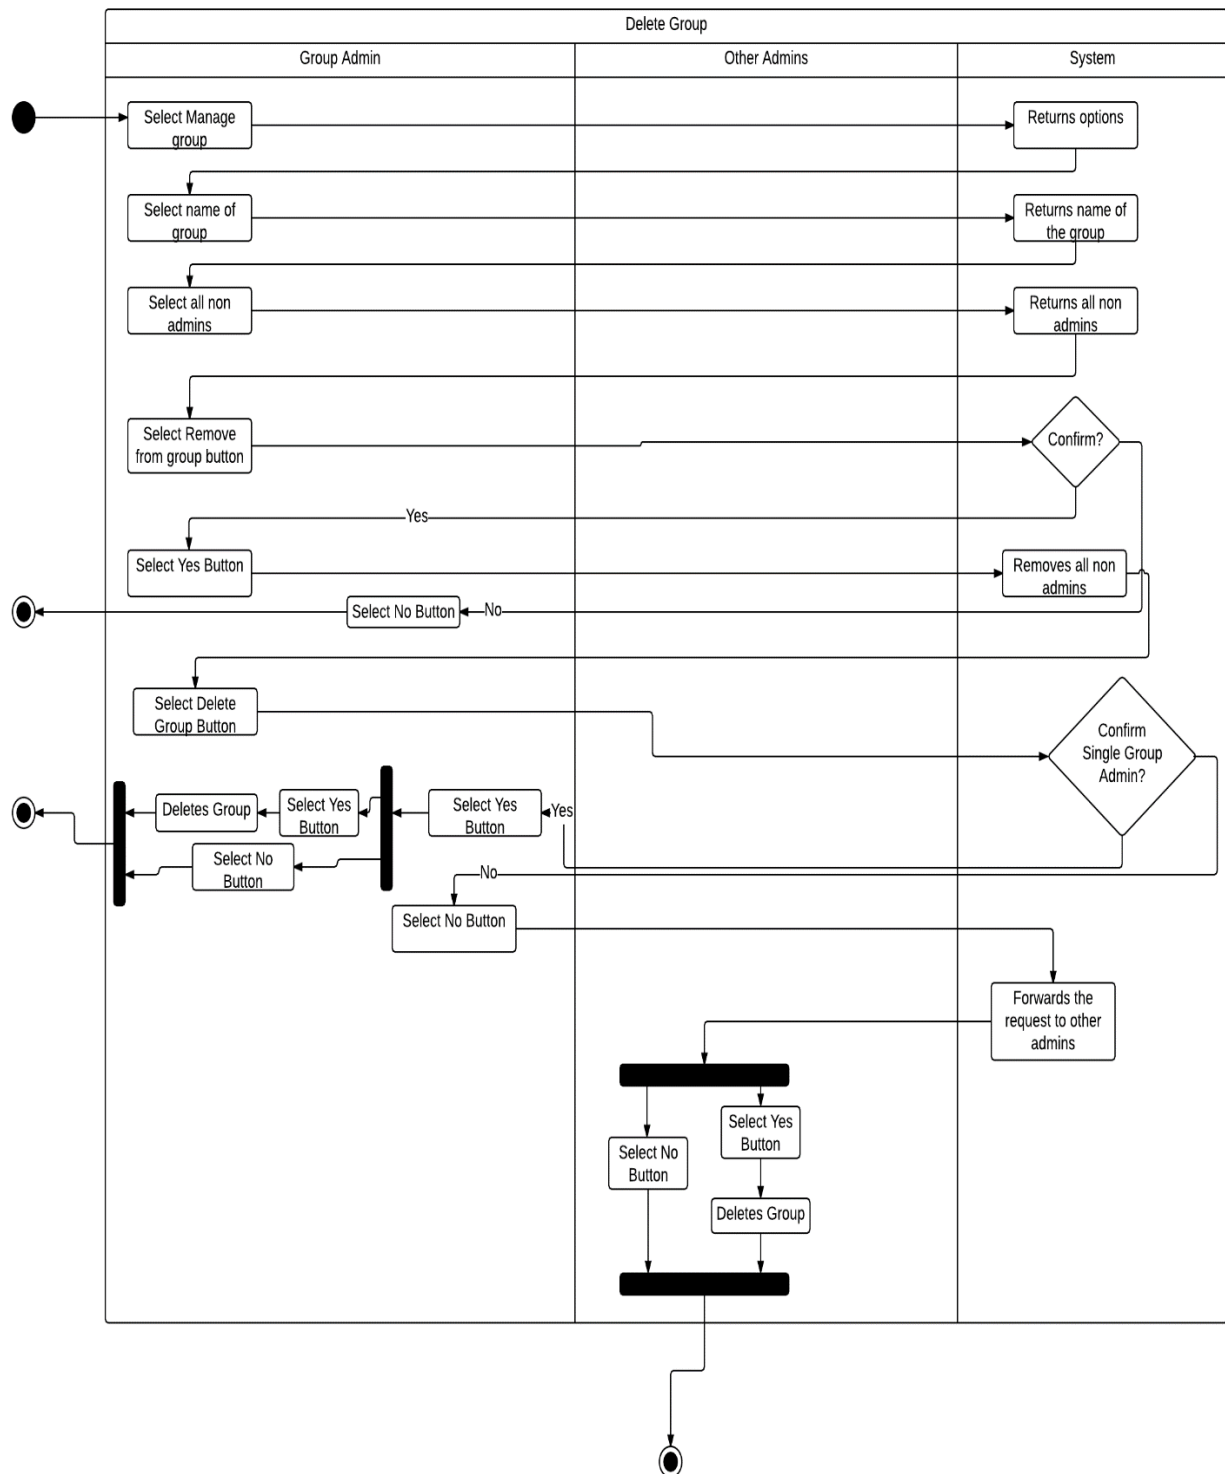 Delete Group
Group Admin
Other Admins
System
Select Manage
group
Returns options
Select name of
group
Returns name of
the group
Select all non
admins
Returns all non
admins
Select Remove
from group button
Confirm?
Yes
Select Yes Button
Removes all non
admins
Select No Button
No
Select Delete
Group Button
Confirm
Single Group
Admin?
Deletes Group
Select Yes
Button
Select Yes
Button
Yes
Select No
Button
No
Select No Button
Forwards the
request to other
admins
Select Yes
Button
Select No
Button
Deletes Group